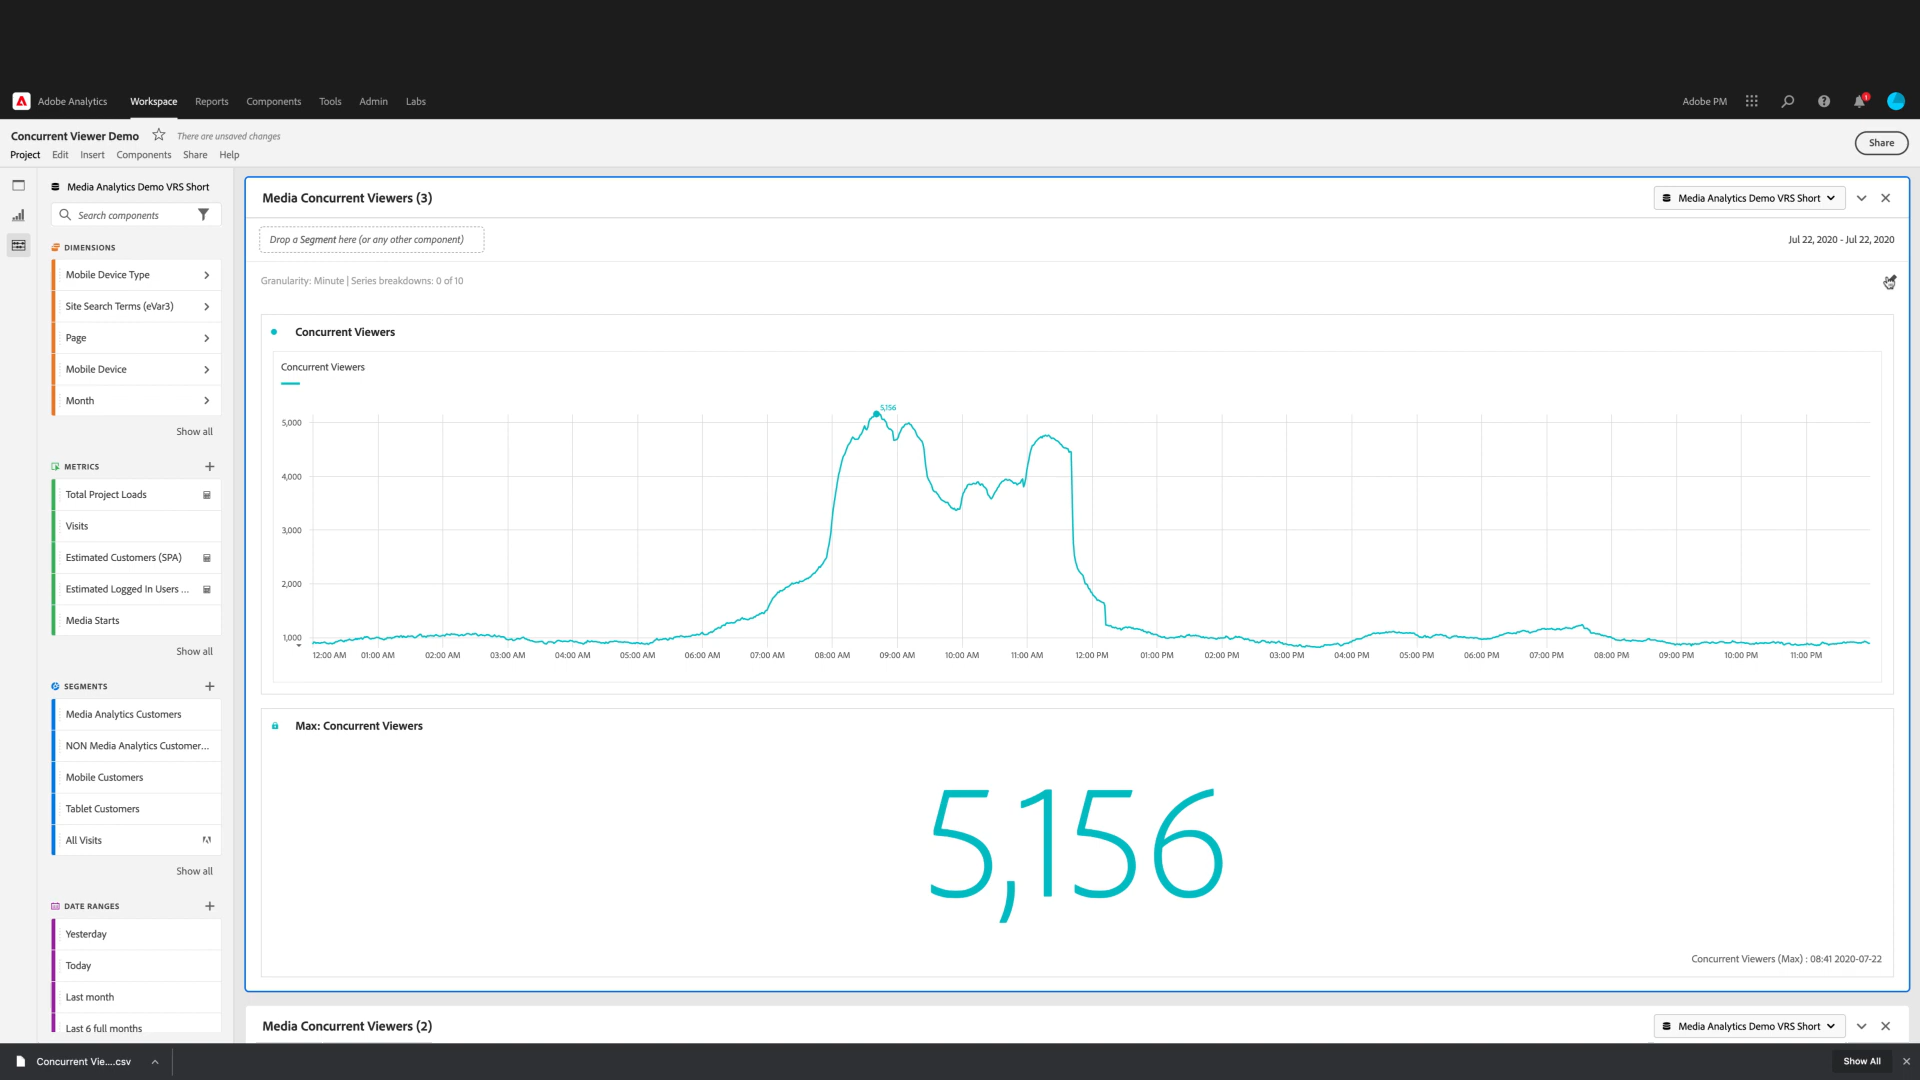 Adobe Analytics Workspace Reports Components Tools Admin Labs Adobe PM 1
Concurrent Viewer Demo There are unsaved changes
Project Edit Insert Components Share Help
Share
Media Analytics Demo VRS Short
Search components
DIMENSIONS
Mobile Device Type
Site Search Terms (eVar3)
Page
Mobile Device
Month
Show all
METRICS
Total Project Loads
Visits
Estimated Customers (SPA)
Estimated Logged In Users ...
Media Starts
Show all
SEGMENTS
Media Analytics Customers
NON Media Analytics Customer...
Mobile Customers
Tablet Customers
All Visits
Show all
DATE RANGES
Yesterday
Today
Last month
Last 6 full months
Media Concurrent Viewers (3)
Media Analytics Demo VRS Short
Drop a Segment here (or any other component)
Jul 22, 2020 - Jul 22, 2020
Granularity: Minute | Series breakdowns: 0 of 10
Concurrent Viewers
Concurrent Viewers
5,156
5,000
4,000
3,000
2,000
1,000
12:00 AM 01:00 AM 02:00 AM 03:00 AM 04:00 AM 05:00 AM 06:00 AM 07:00 AM 08:00 AM 09:00 AM 10:00 AM 11:00 AM 12:00 PM 01:00 PM 02:00 PM 03:00 PM 04:00 PM 05:00 PM 06:00 PM 07:00 PM 08:00 PM 09:00 PM 10:00 PM 11:00 PM
Max: Concurrent Viewers
5,156
Concurrent Viewers (Max) : 08:41 2020-07-22
Media Concurrent Viewers (2)
Media Analytics Demo VRS Short
Concurrent Vie....csv
Show All